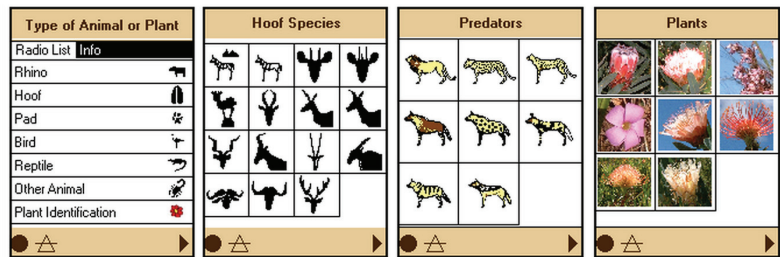 Type of Animal or Plant
Radio List Info
Rhino
Hoof
Pad
Bird
Reptile
Other Animal
Plant Identification
Hoof Species
Predators
Plants